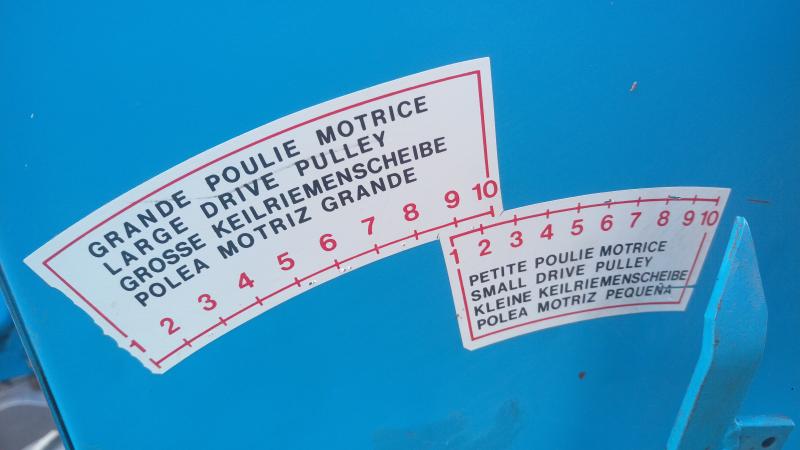 GRANDE POULIE MOTRICE
LARGE DRIVE PULLEY
GROSSE KEILRIEMENSCHEIBE
POLEA MOTRIZ GRANDE
1 2 3 4 5 6 7 8 9 10
1 2 3 4 5 6 7 8 9 10
PETITE POULIE MOTRICE
SMALL DRIVE PULLEY
KLEINE KEILRIEMENSCHEIBE
POLEA MOTRIZ PEQUEÑA